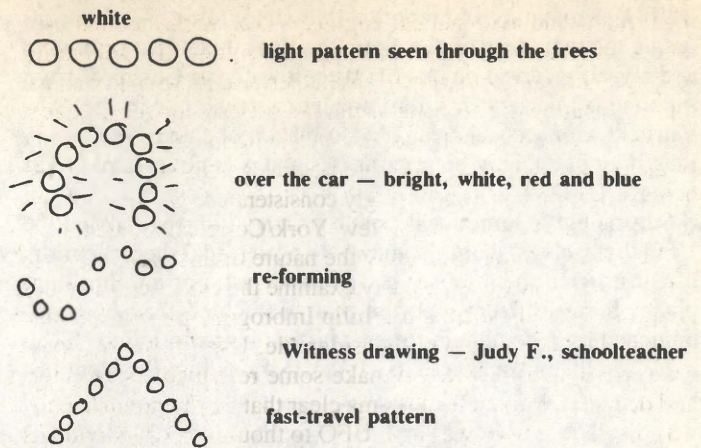 white
light pattern seen through the trees
over the car — bright, white, red and blue
re-forming
Witness drawing — Judy F., schoolteacher
fast-travel pattern